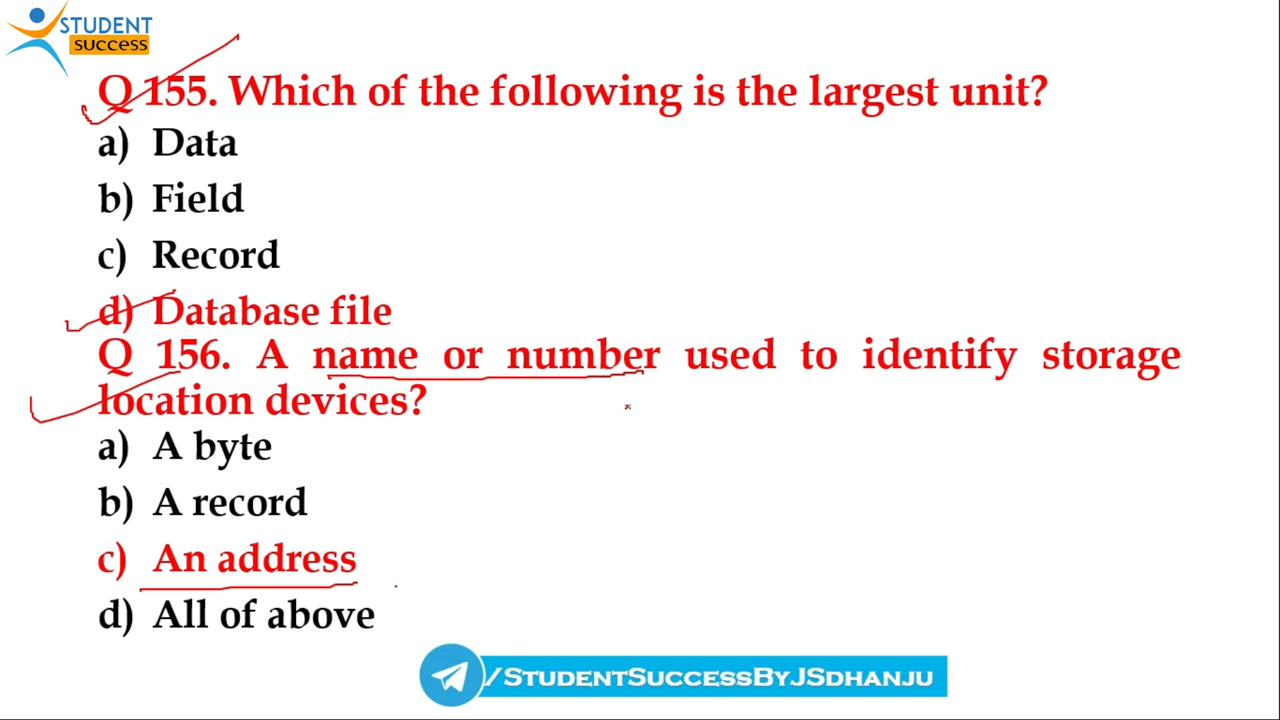 STUDENT
SUCCESS
Q 155. Which of the following is the largest unit?
a) Data
b) Field
c) Record
d) Database file
Q 156. A name or number used to identify storage
location devices?
a) A byte
b) A record
c) An address
d) All of above
/STUDENTSUCCESSBYJSDHANJU